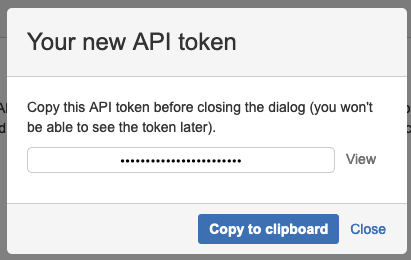 Your new API token
Copy this API token before closing the dialog (you won't
be able to see the token later).
••••••••••••••••••••••••
View
Copy to clipboard
Close